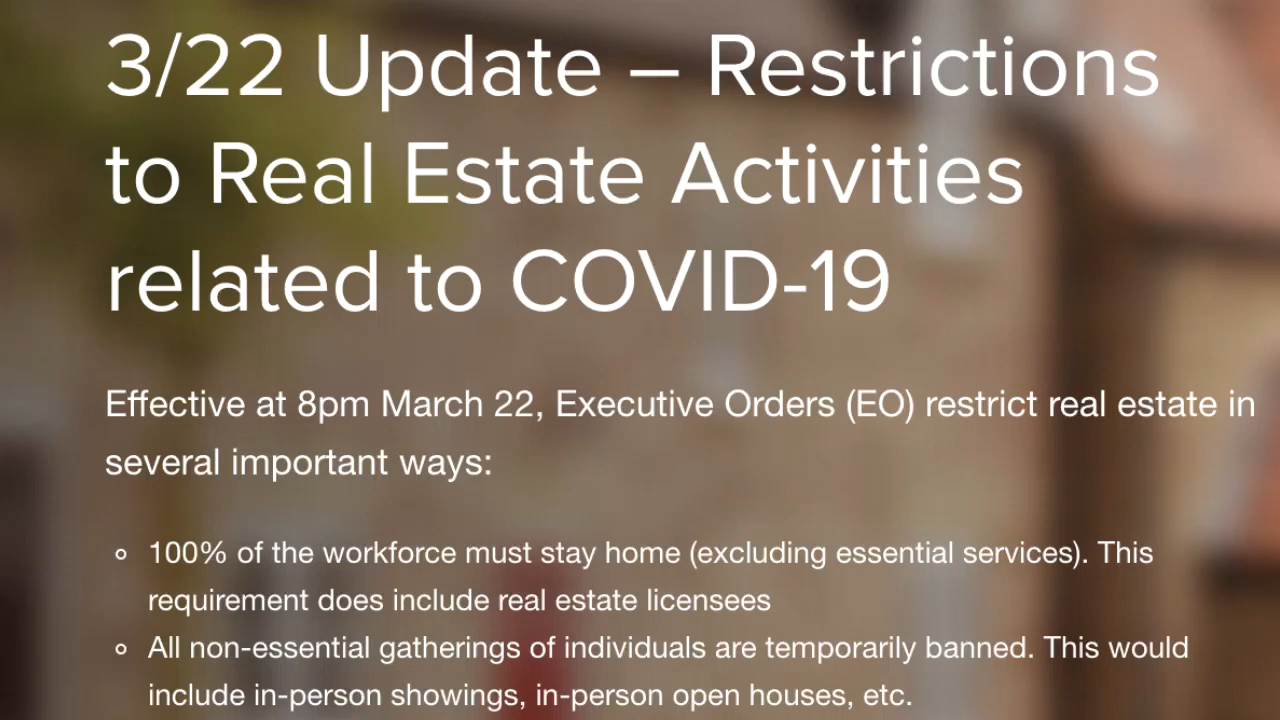 3/22 Update – Restrictions
to Real Estate Activities
related to COVID-19
Effective at 8pm March 22, Executive Orders (EO) restrict real estate in
several important ways:
◦ 100% of the workforce must stay home (excluding essential services). This
requirement does include real estate licensees
◦ All non-essential gatherings of individuals are temporarily banned. This would
include in-person showings, in-person open houses, etc.